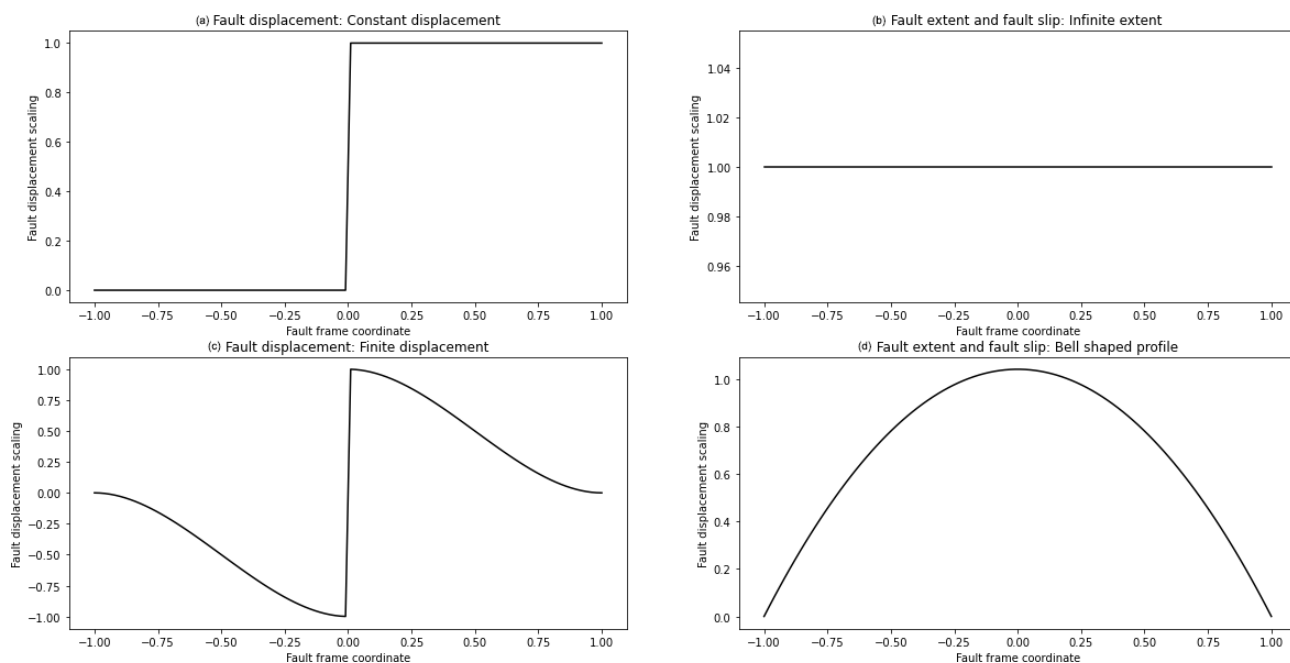 (a) Fault displacement: Constant displacement
Fault displacement scaling
1.0
0.8
0.6
0.4
0.2
0.0
−1.00 −0.75 −0.50 −0.25 0.00 0.25 0.50 0.75 1.00
Fault frame coordinate
(b) Fault extent and fault slip: Infinite extent
Fault displacement scaling
1.04
1.02
1.00
0.98
0.96
−1.00 −0.75 −0.50 −0.25 0.00 0.25 0.50 0.75 1.00
Fault frame coordinate
(c) Fault displacement: Finite displacement
Fault displacement scaling
1.00
0.75
0.50
0.25
0.00
−0.25
−0.50
−0.75
−1.00
−1.00 −0.75 −0.50 −0.25 0.00 0.25 0.50 0.75 1.00
Fault frame coordinate
(d) Fault extent and fault slip: Bell shaped profile
Fault displacement scaling
1.0
0.8
0.6
0.4
0.2
0.0
−1.00 −0.75 −0.50 −0.25 0.00 0.25 0.50 0.75 1.00
Fault frame coordinate